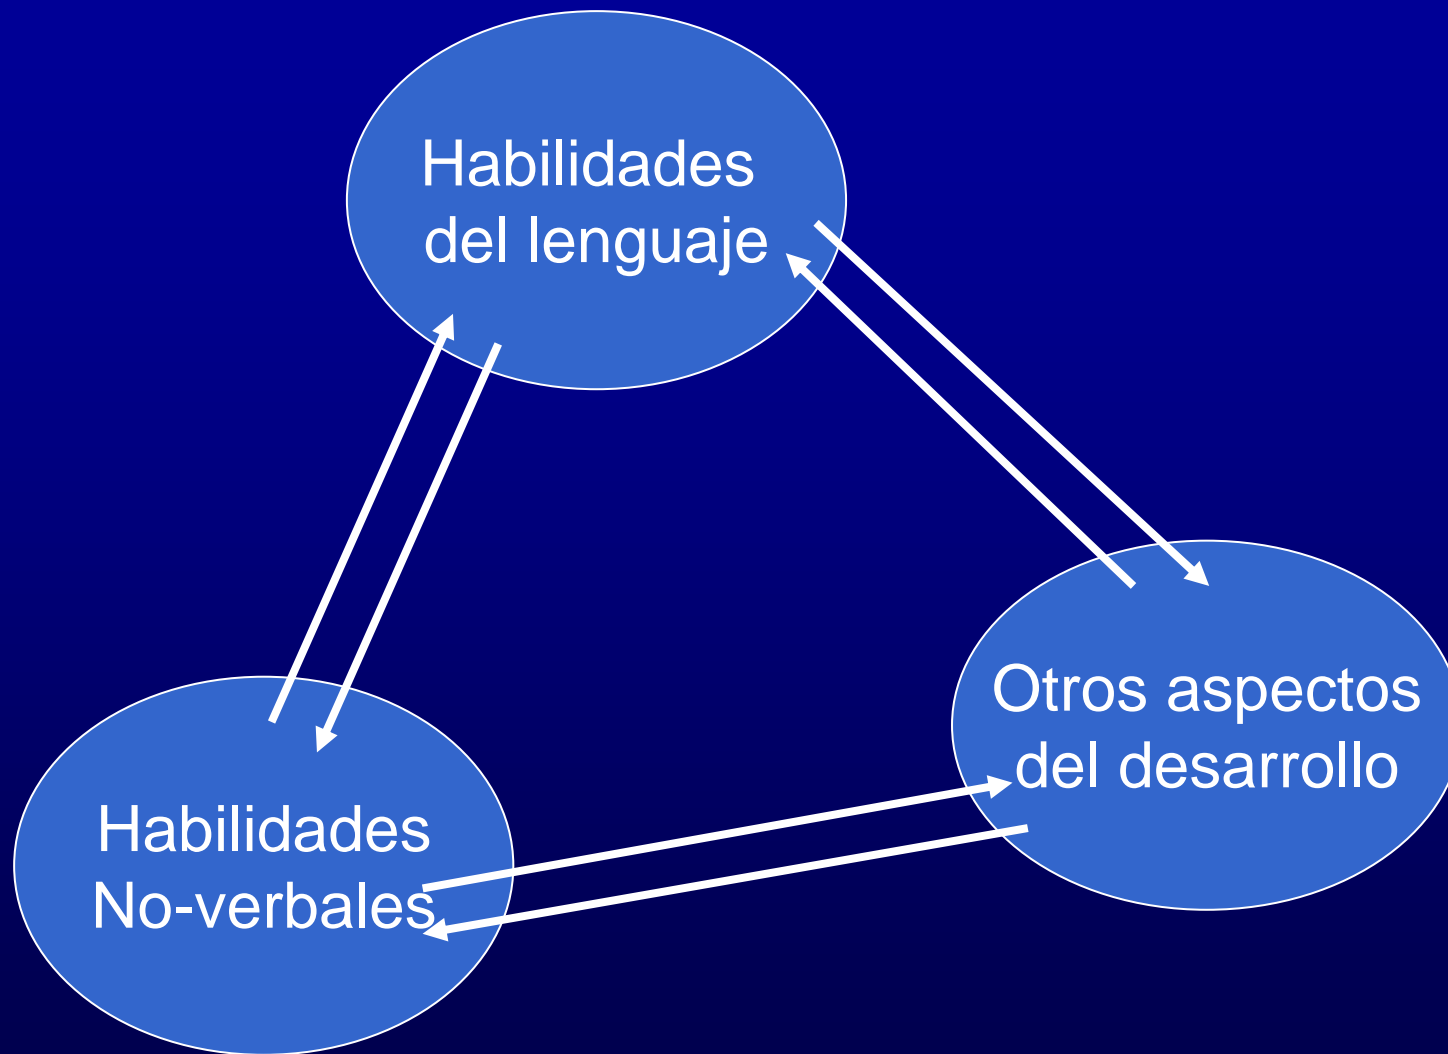 Habilidades
del lenguaje
Otros aspectos
del desarrollo
Habilidades
No-verbales